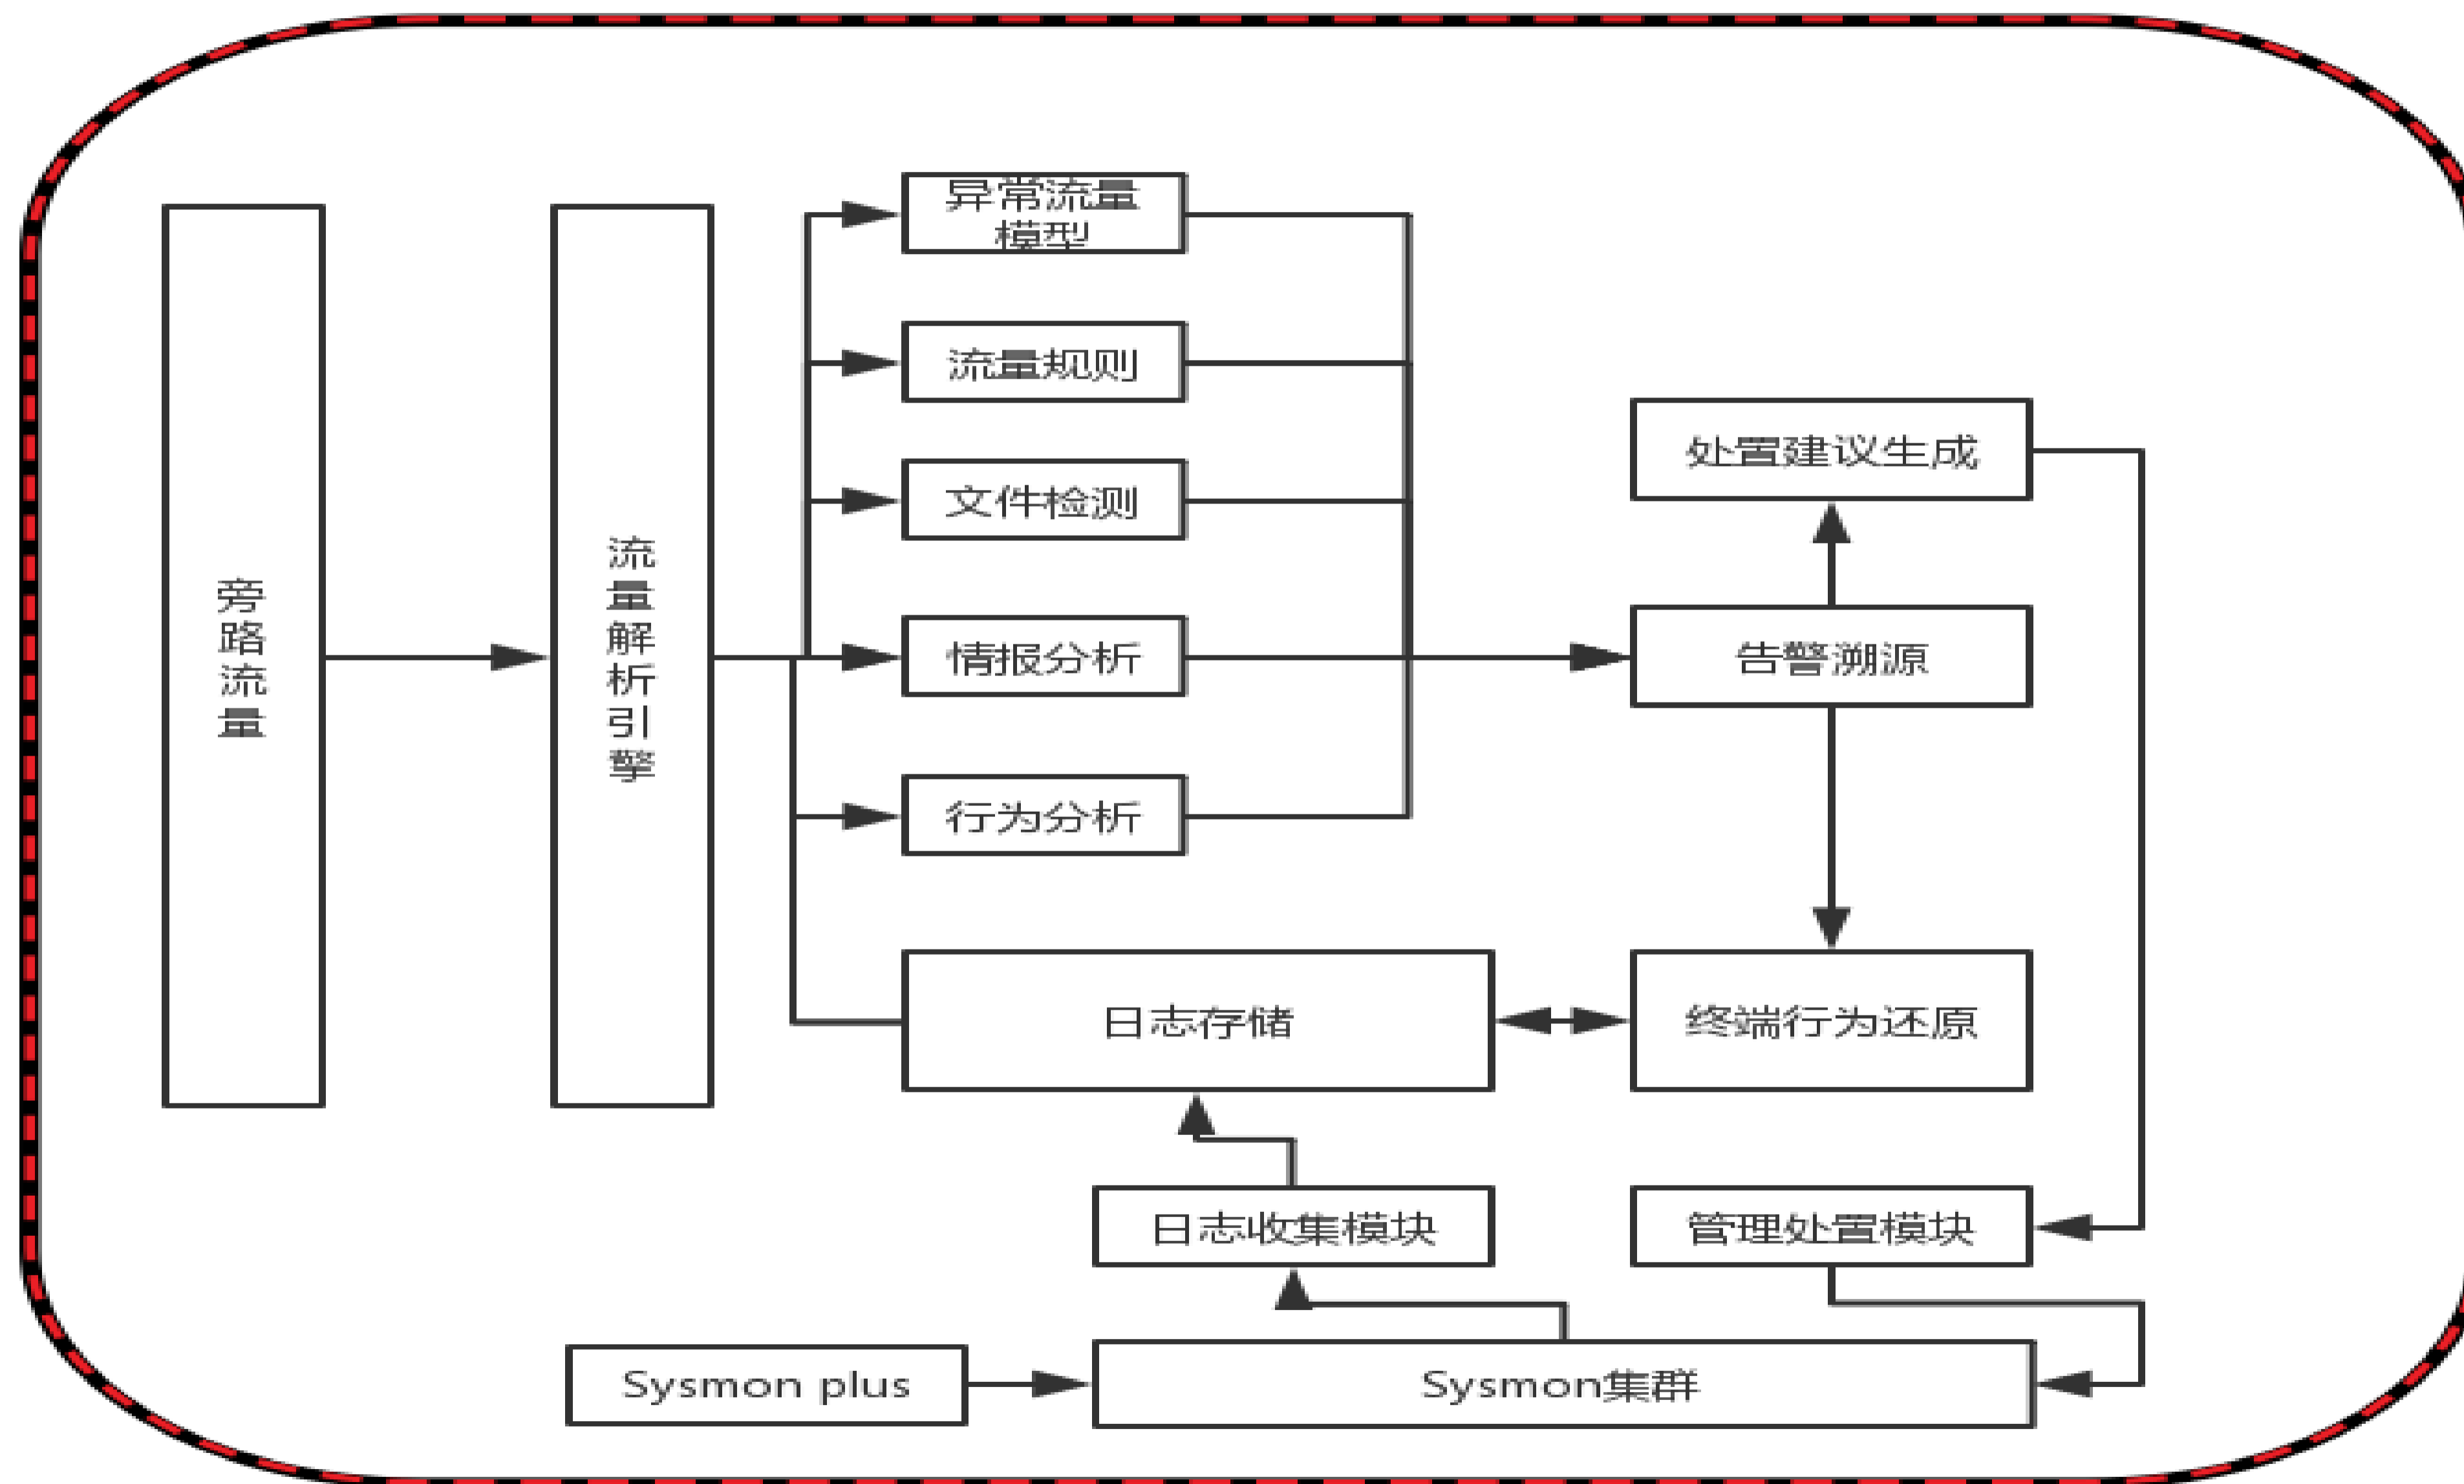 旁路流量
流量解析引擎
异常流量
模型
流量规则
文件检测
情报分析
行为分析
处置建议生成
告警溯源
日志存储
终端行为还原
日志收集模块
管理处置模块
Sysmon plus
Sysmon集群